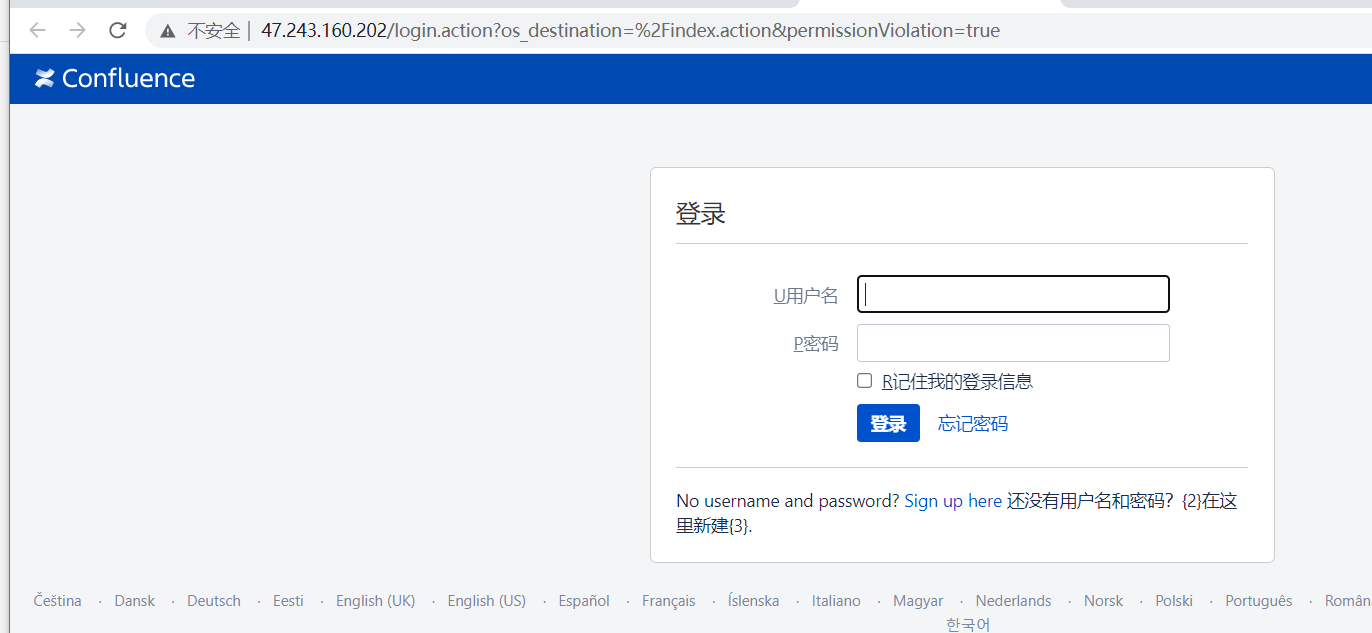 不安全 | 47.243.160.202/login.action?os_destination=%2Findex.action&permissionViolation=true
Confluence
登录
U用户名
P密码
R记住我的登录信息
登录 忘记密码
No username and password? Sign up here 还没有用户名和密码？{2}在这
里新建{3}.
Čeština · Dansk · Deutsch · Eesti · English (UK) · English (US) · Español · Français · Íslenska · Italiano · Magyar · Nederlands · Norsk · Polski · Português · Român
한국어